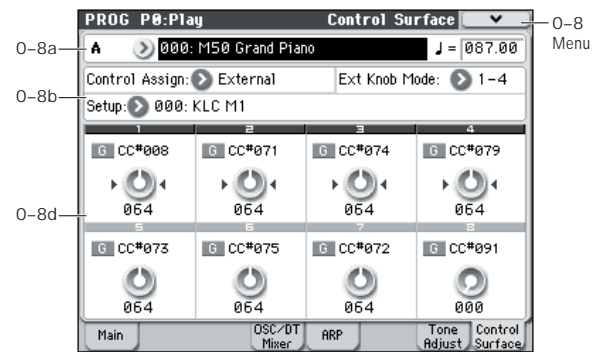 PROG P0:Play Control Surface
0–8 Menu
0–8a
A 000: M50 Grand Piano ♩= 087.00
0–8b
Control Assign: External Ext Knob Mode: 1-4
Setup: 000: KLC M1
0–8d
1 2 3 4
G CC#008 G CC#071 G CC#074 G CC#079
064 064 064 064
5 6 7 8
G CC#073 G CC#075 G CC#072 G CC#091
064 064 064 000
Main OSC/DT Mixer ARP Tone Adjust Control Surface